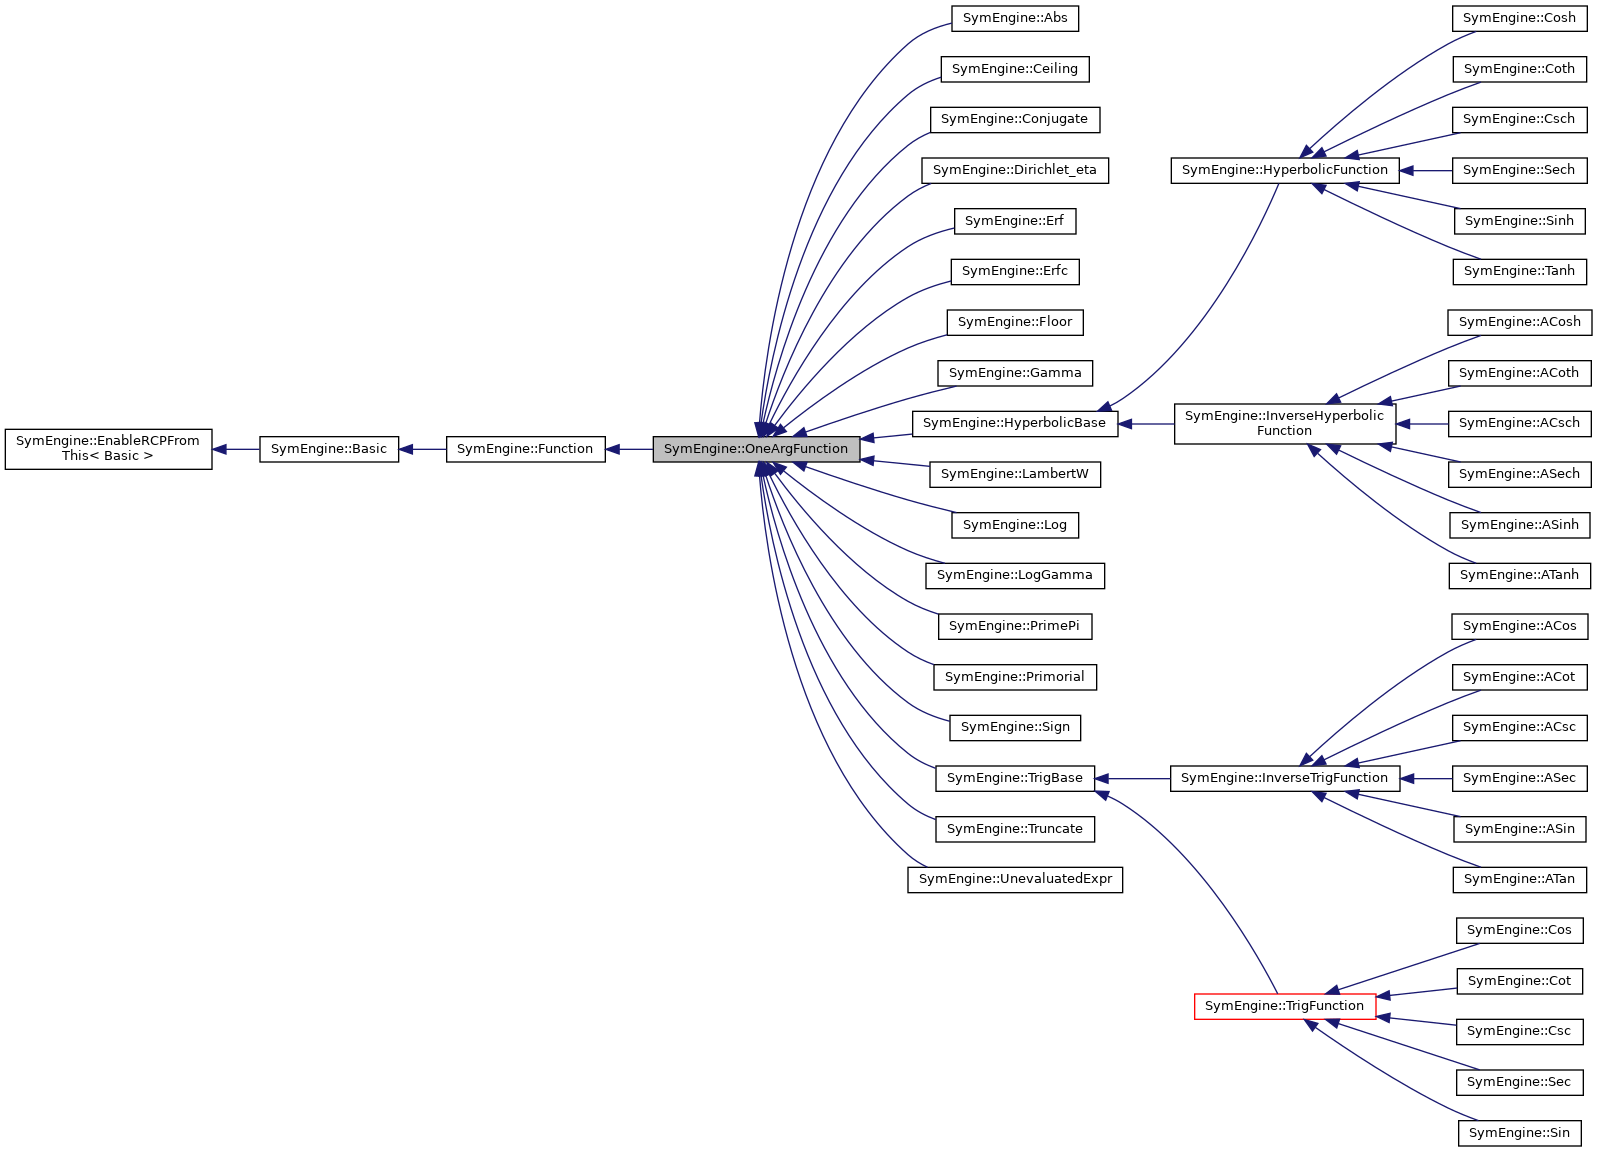 SymEngine::EnableRCPFrom
This< Basic >
SymEngine::Basic
SymEngine::Function
SymEngine::OneArgFunction
SymEngine::Abs
SymEngine::Ceiling
SymEngine::Conjugate
SymEngine::Dirichlet_eta
SymEngine::Erf
SymEngine::Erfc
SymEngine::Floor
SymEngine::Gamma
SymEngine::HyperbolicBase
SymEngine::LambertW
SymEngine::Log
SymEngine::LogGamma
SymEngine::PrimePi
SymEngine::Primorial
SymEngine::Sign
SymEngine::TrigBase
SymEngine::Truncate
SymEngine::UnevaluatedExpr
SymEngine::HyperbolicFunction
SymEngine::InverseHyperbolic
Function
SymEngine::InverseTrigFunction
SymEngine::TrigFunction
SymEngine::Cosh
SymEngine::Coth
SymEngine::Csch
SymEngine::Sech
SymEngine::Sinh
SymEngine::Tanh
SymEngine::ACosh
SymEngine::ACoth
SymEngine::ACsch
SymEngine::ASech
SymEngine::ASinh
SymEngine::ATanh
SymEngine::ACos
SymEngine::ACot
SymEngine::ACsc
SymEngine::ASec
SymEngine::ASin
SymEngine::ATan
SymEngine::Cos
SymEngine::Cot
SymEngine::Csc
SymEngine::Sec
SymEngine::Sin